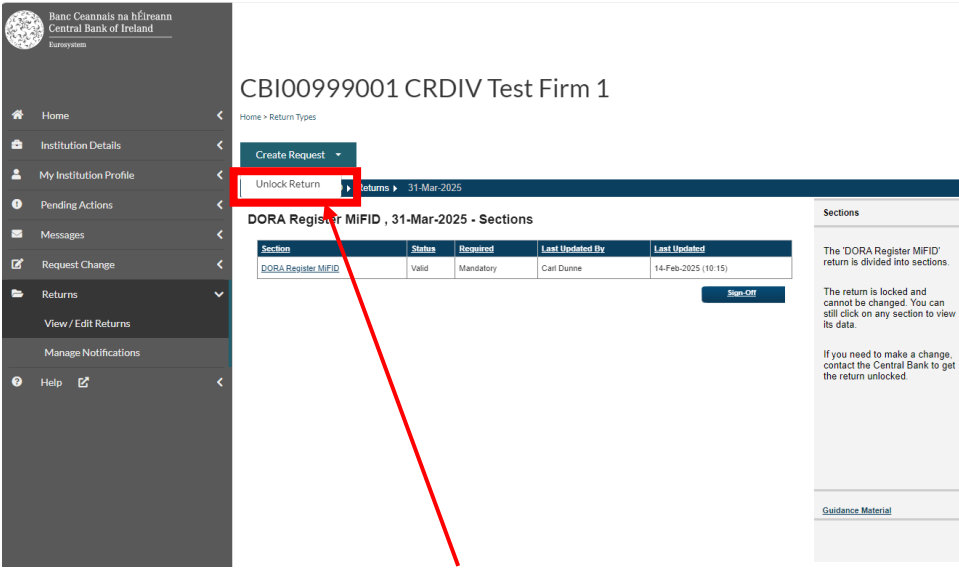 Banc Ceannais na hÉireann
Central Bank of Ireland
Eurosystem
Home
Institution Details
My Institution Profile
Pending Actions
Messages
Request Change
Returns
View / Edit Returns
Manage Notifications
Help
CBI00999001 CRDIV Test Firm 1
Home > Return Types
Create Request
Unlock Return
Returns 31-Mar-2025
DORA Register MiFID , 31-Mar-2025 - Sections
Section Status Required Last Updated By Last Updated
DORA Register MiFID Valid Mandatory Carl Dunne 14-Feb-2025 (10:15)
Sign-Off
Sections
The 'DORA Register MiFID'
return is divided into sections.
The return is locked and
cannot be changed. You can
still click on any section to view
its data.
If you need to make a change,
contact the Central Bank to get
the return unlocked.
Guidance Material